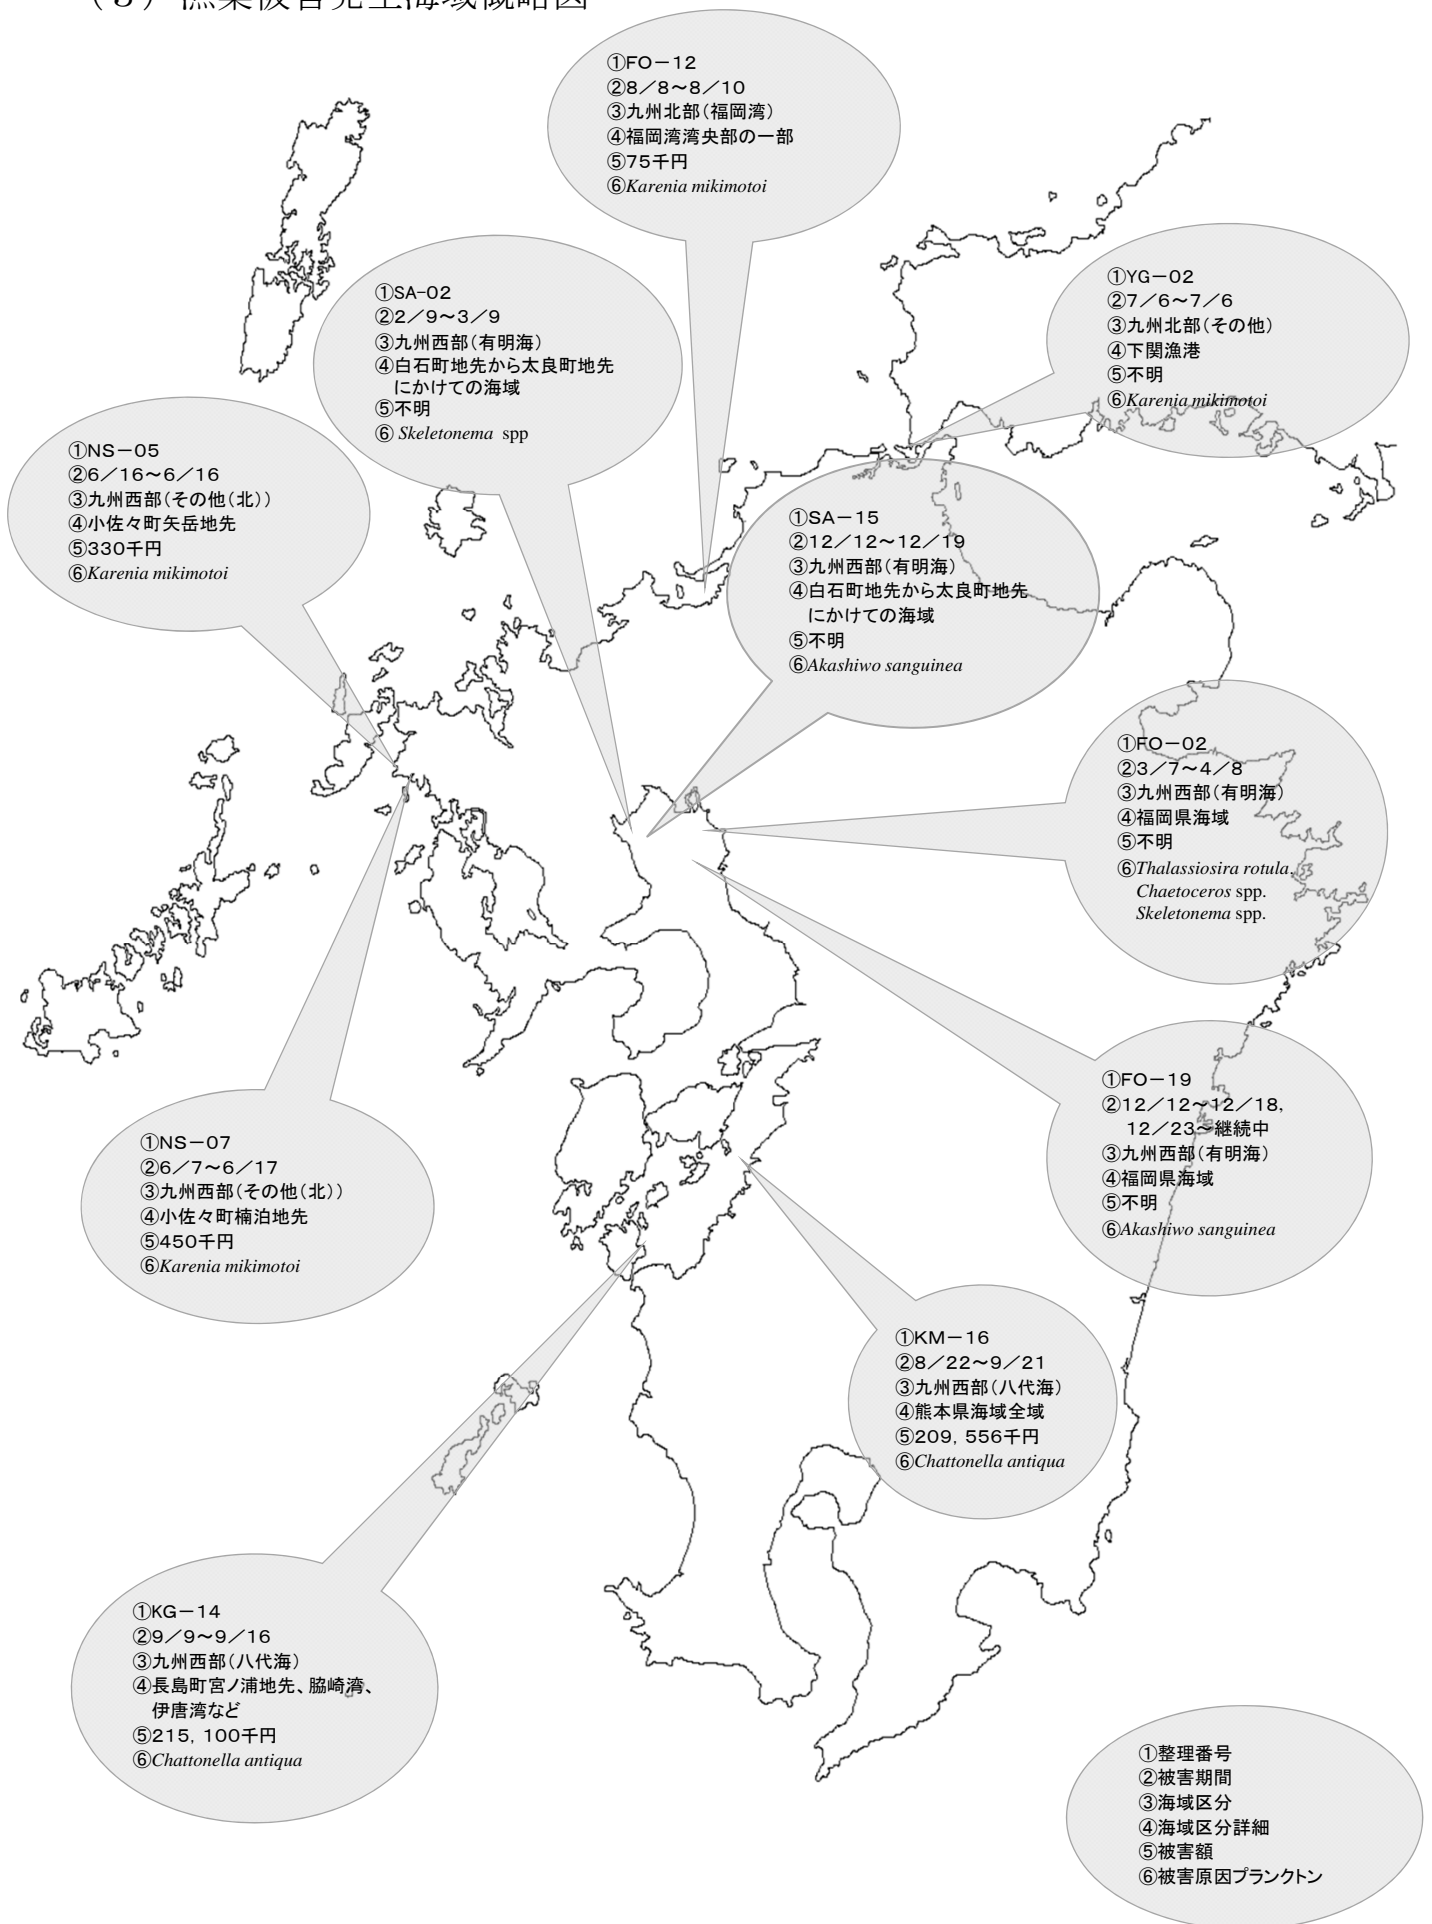 （3）漁業被害発生海域概略図
①FO－12
②8／8～8／10
③九州北部（福岡湾）
④福岡湾湾央部の一部
⑤75千円
⑥Karenia mikimotoi
①YG－02
②7／6～7／6
③九州北部（その他）
④下関漁港
⑤不明
⑥Karenia mikimotoi
①SA-02
②2／9～3／9
③九州西部（有明海）
④白石町地先から太良町地先
にかけての海域
⑤不明
⑥ Skeletonema spp
①NS－05
②6／16～6／16
③九州西部（その他（北））
④小佐々町矢岳地先
⑤330千円
⑥Karenia mikimotoi
①SA－15
②12／12～12／19
③九州西部（有明海）
④白石町地先から太良町地先
にかけての海域
⑤不明
⑥Akashiwo sanguinea
①FO－02
②3／7～4／8
③九州西部（有明海）
④福岡県海域
⑤不明
⑥Thalassiosira rotula,
Chaetoceros spp.
Skeletonema spp.
①FO－19
②12／12～12／18，
12／23～継続中
③九州西部（有明海）
④福岡県海域
⑤不明
⑥Akashiwo sanguinea
①NS－07
②6／7～6／17
③九州西部（その他（北））
④小佐々町楠泊地先
⑤450千円
⑥Karenia mikimotoi
①KM－16
②8／22～9／21
③九州西部（八代海）
④熊本県海域全域
⑤209，556千円
⑥Chattonella antiqua
①KG－14
②9／9～9／16
③九州西部（八代海）
④長島町宮ノ浦地先、脇崎湾、
伊唐湾など
⑤215，100千円
⑥Chattonella antiqua
①整理番号
②被害期間
③海域区分
④海域区分詳細
⑤被害額
⑥被害原因プランクトン